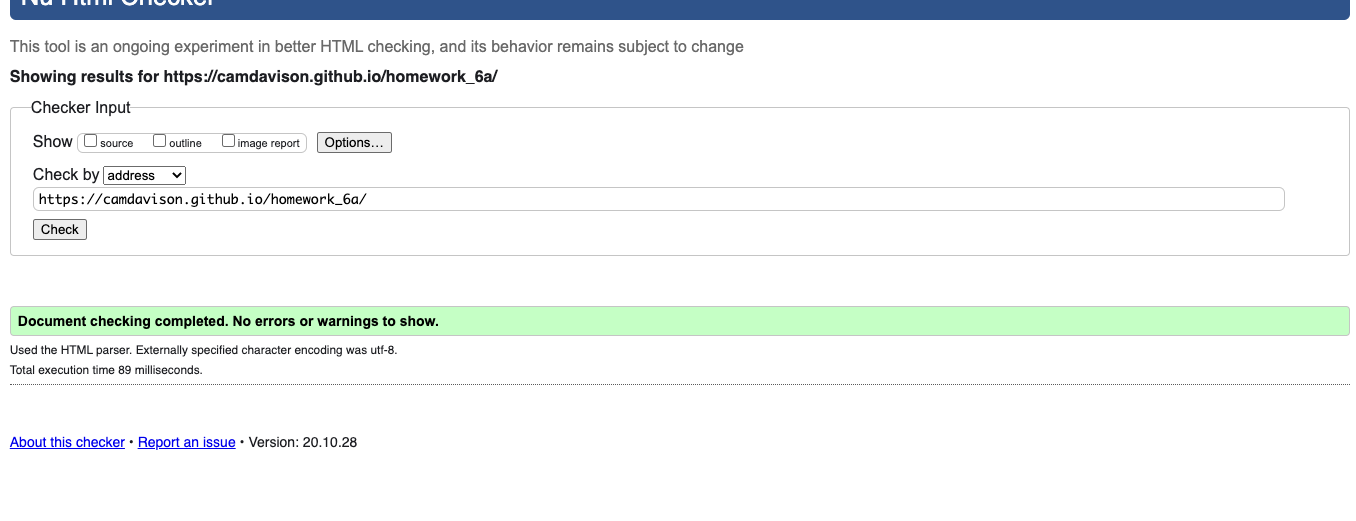 Nu Html Checker
This tool is an ongoing experiment in better HTML checking, and its behavior remains subject to change
Showing results for https://camdavison.github.io/homework_6a/
Checker Input
Show source outline image report Options...
Check by address
https://camdavison.github.io/homework_6a/
Check
Document checking completed. No errors or warnings to show.
Used the HTML parser. Externally specified character encoding was utf-8.
Total execution time 89 milliseconds.
About this checker • Report an issue • Version: 20.10.28